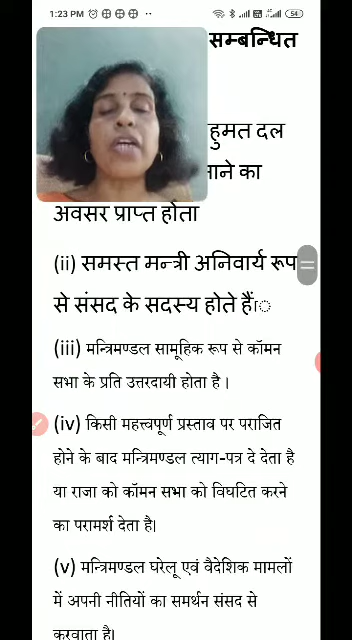 1:23 PM
54
सम्बन्धित
हुमत दल
ाने का
अवसर प्राप्त होता
(ii) समस्त मन्त्री अनिवार्य रूप
से संसद के सदस्य होते हैं।ं
(iii) मन्त्रिमण्डल सामूहिक रूप से कॉमन
सभा के प्रति उत्तरदायी होता है ।
(iv) किसी महत्त्वपूर्ण प्रस्ताव पर पराजित
होने के बाद मन्त्रिमण्डल त्याग-पत्र दे देता है
या राजा को कॉमन सभा को विघटित करने
का परामर्श देता है।
(v) मन्त्रिमण्डल घरेलू एवं वैदेशिक मामलों
में अपनी नीतियों का समर्थन संसद से
करवाता है।